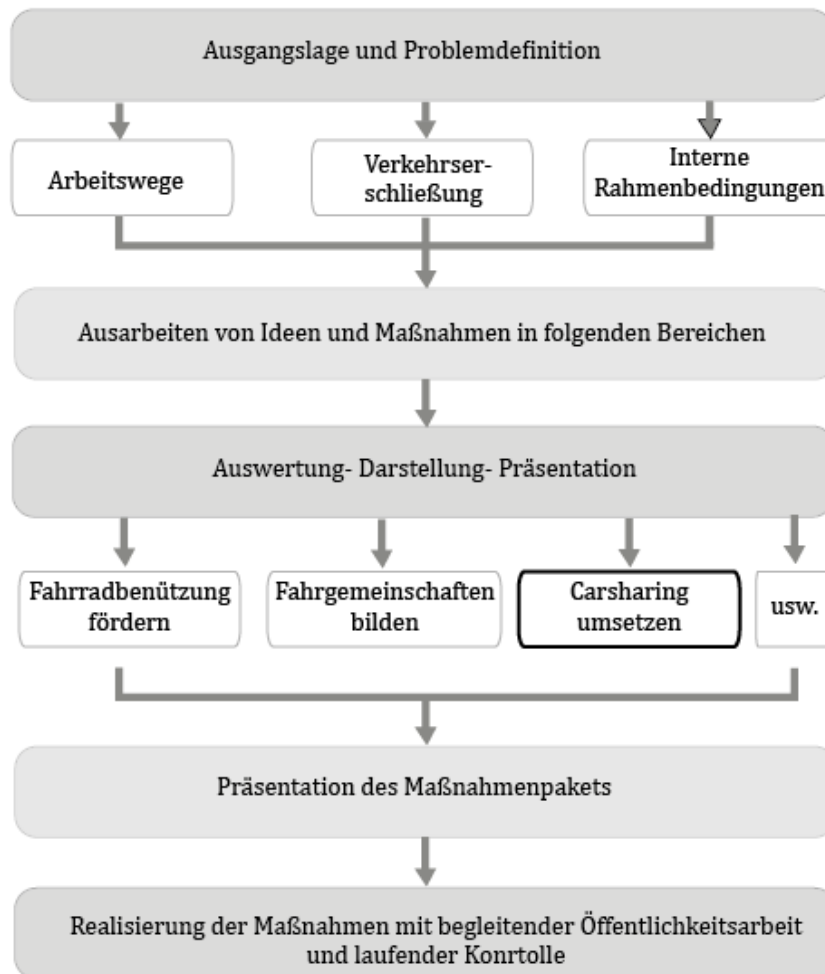 Ausgangslage und Problemdefinition
Arbeitswege
Verkehrser-
schließung
Interne
Rahmenbedingungen
Ausarbeiten von Ideen und Maßnahmen in folgenden Bereichen
Auswertung- Darstellung- Präsentation
Fahrradbenützung
fördern
Fahrgemeinschaften
bilden
Carsharing
umsetzen
usw.
Präsentation des Maßnahmenpakets
Realisierung der Maßnahmen mit begleitender Öffentlichkeitsarbeit
und laufender Konrtolle